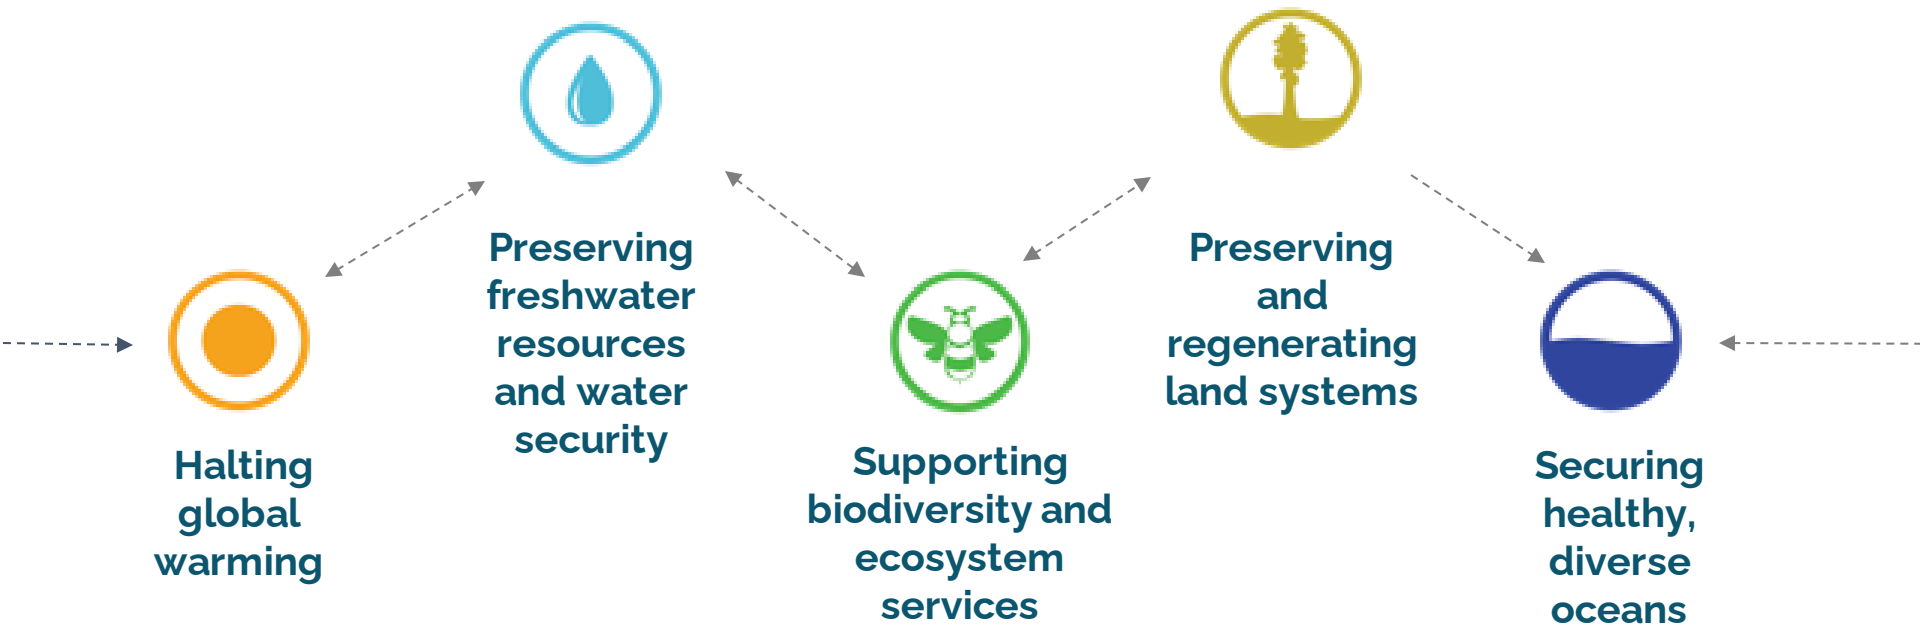 Halting
global
warming
Preserving
freshwater
resources
and water
security
Supporting
biodiversity and
ecosystem
services
Preserving
and
regenerating
land systems
Securing
healthy,
diverse
oceans